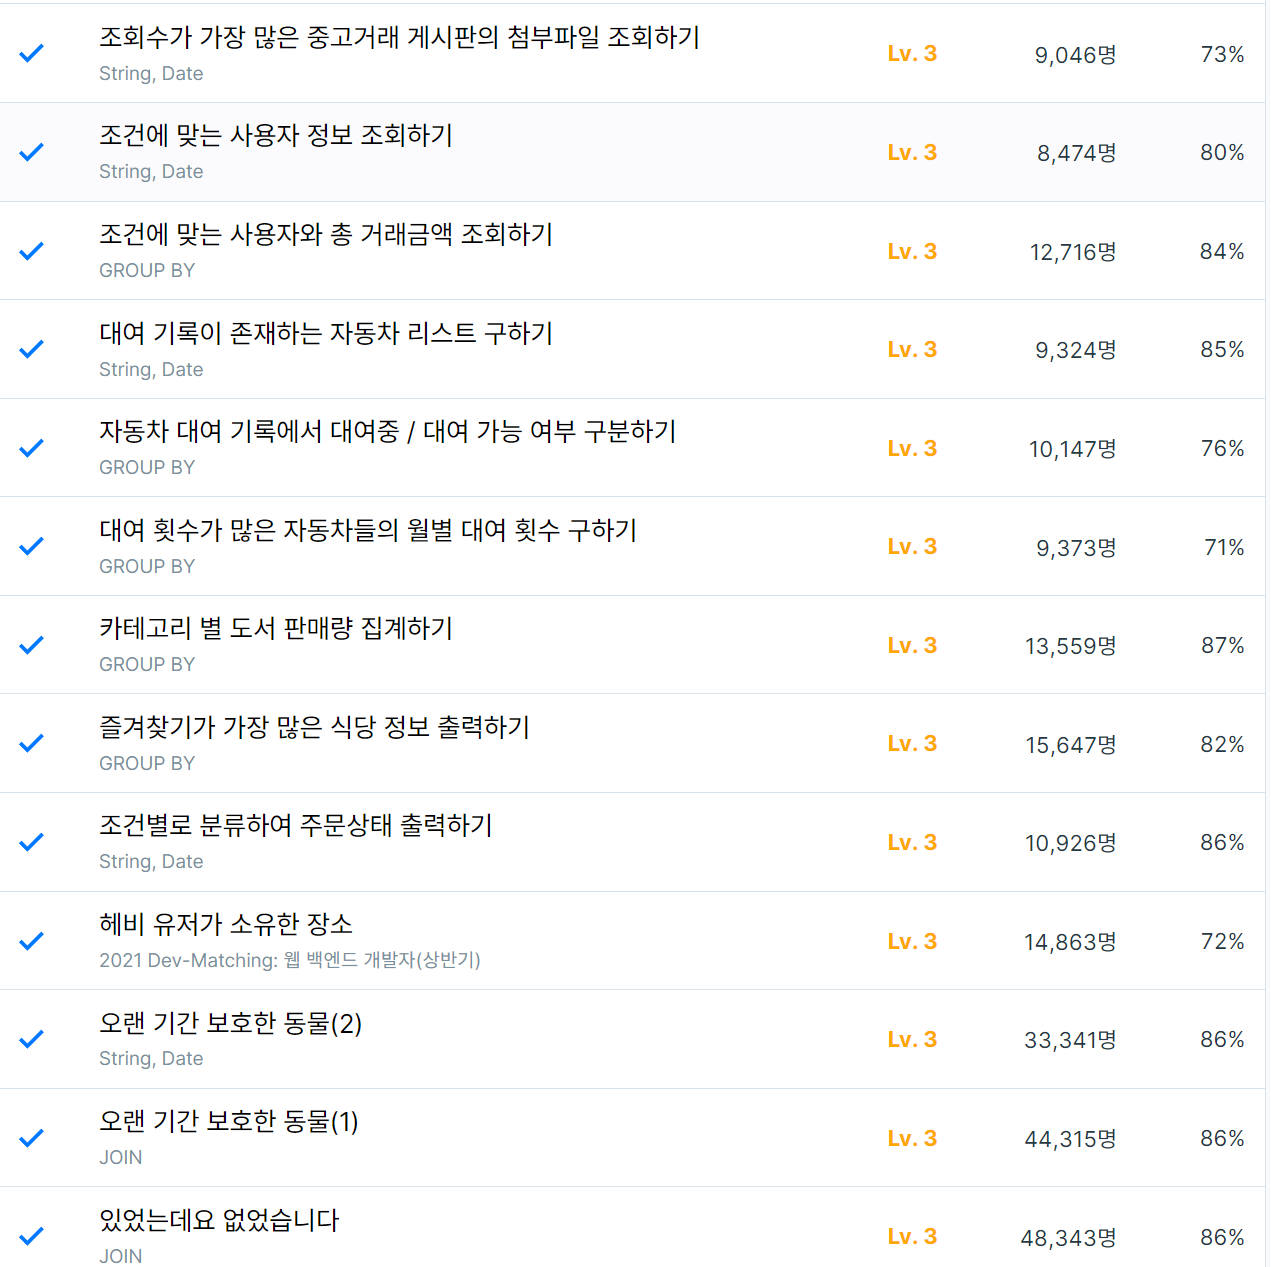 조회수가 가장 많은 중고거래 게시판의 첨부파일 조회하기
String, Date
Lv. 3 9,046명 73%
조건에 맞는 사용자 정보 조회하기
String, Date
Lv. 3 8,474명 80%
조건에 맞는 사용자와 총 거래금액 조회하기
GROUP BY
Lv. 3 12,716명 84%
대여 기록이 존재하는 자동차 리스트 구하기
String, Date
Lv. 3 9,324명 85%
자동차 대여 기록에서 대여중 / 대여 가능 여부 구분하기
GROUP BY
Lv. 3 10,147명 76%
대여 횟수가 많은 자동차들의 월별 대여 횟수 구하기
GROUP BY
Lv. 3 9,373명 71%
카테고리 별 도서 판매량 집계하기
GROUP BY
Lv. 3 13,559명 87%
즐겨찾기가 가장 많은 식당 정보 출력하기
GROUP BY
Lv. 3 15,647명 82%
조건별로 분류하여 주문상태 출력하기
String, Date
Lv. 3 10,926명 86%
헤비 유저가 소유한 장소
2021 Dev-Matching: 웹 백엔드 개발자(상반기)
Lv. 3 14,863명 72%
오랜 기간 보호한 동물(2)
String, Date
Lv. 3 33,341명 86%
오랜 기간 보호한 동물(1)
JOIN
Lv. 3 44,315명 86%
있었는데요 없었습니다
JOIN
Lv. 3 48,343명 86%